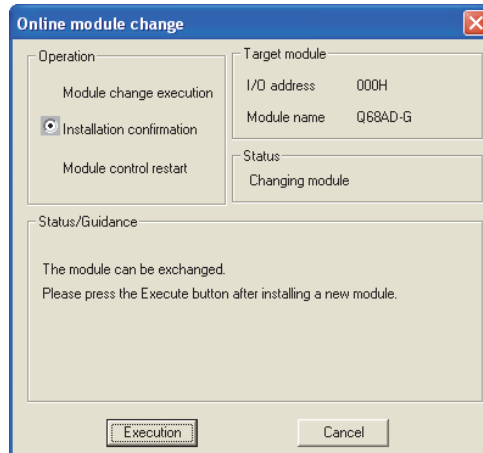 Online module change
Operation
Module change execution
Installation confirmation
Module control restart
Target module
I/O address 000H
Module name Q68AD-G
Status
Changing module
Status/Guidance
The module can be exchanged.
Please press the Execute button after installing a new module.
Execution Cancel